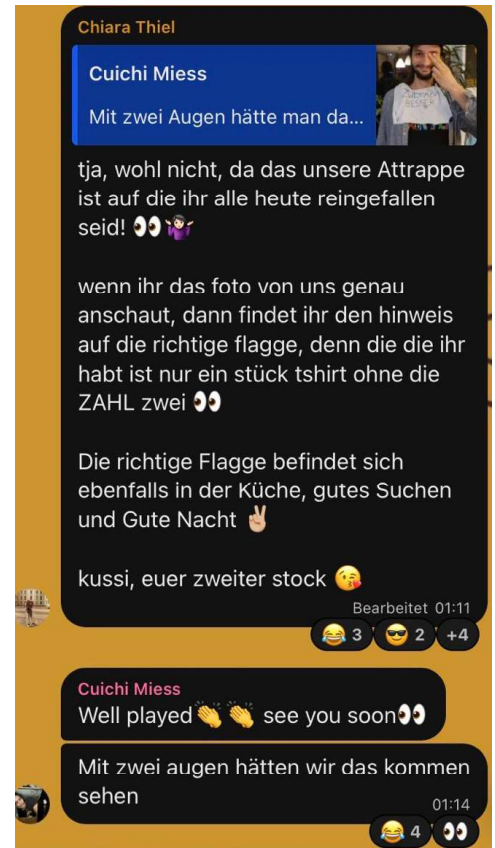 Chiara Thiel
Cuichi Miess
Mit zwei Augen hätte man da...
tja, wohl nicht, da das unsere Attrappe
ist auf die ihr alle heute reingefallen
seid! 👀🤷🏻‍♀️
wenn ihr das foto von uns genau
anschaut, dann findet ihr den hinweis
auf die richtige flagge, denn die die ihr
habt ist nur ein stück tshirt ohne die
ZAHL zwei 👀
Die richtige Flagge befindet sich
ebenfalls in der Küche, gutes Suchen
und Gute Nacht ✌🏼
kussi, euer zweiter stock 😘
Bearbeitet 01:11
😂 3 😎 2 +4
Cuichi Miess
Well played👏 👏 see you soon👀
Mit zwei augen hätten wir das kommen
sehen
01:14
😂 4 👀